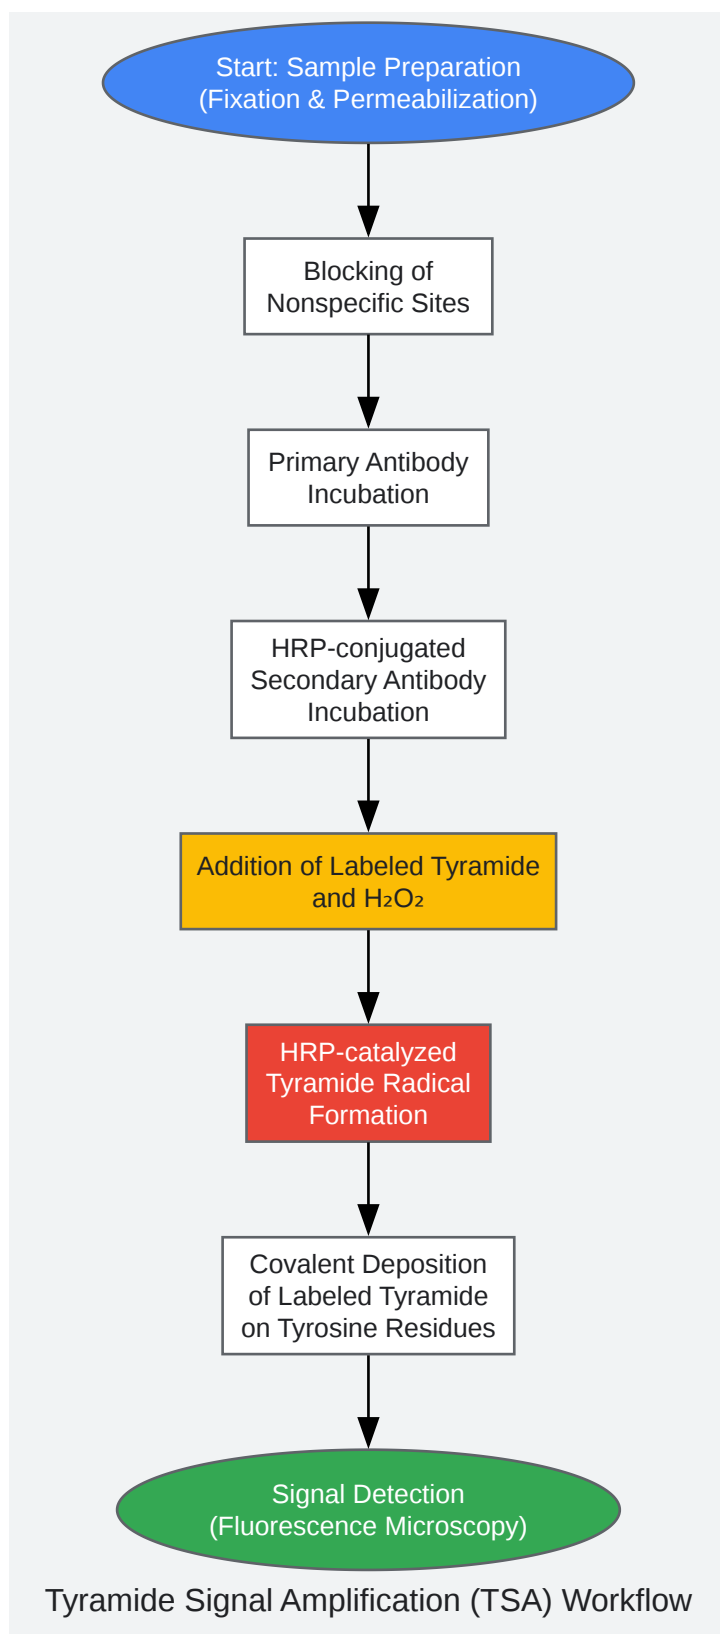 Start: Sample Preparation
(Fixation & Permeabilization)
Blocking of
Nonspecific Sites
Primary Antibody
Incubation
HRP-conjugated
Secondary Antibody
Incubation
Addition of Labeled Tyramide
and H₂O₂
HRP-catalyzed
Tyramide Radical
Formation
Covalent Deposition
of Labeled Tyramide
on Tyrosine Residues
Signal Detection
(Fluorescence Microscopy)
Tyramide Signal Amplification (TSA) Workflow